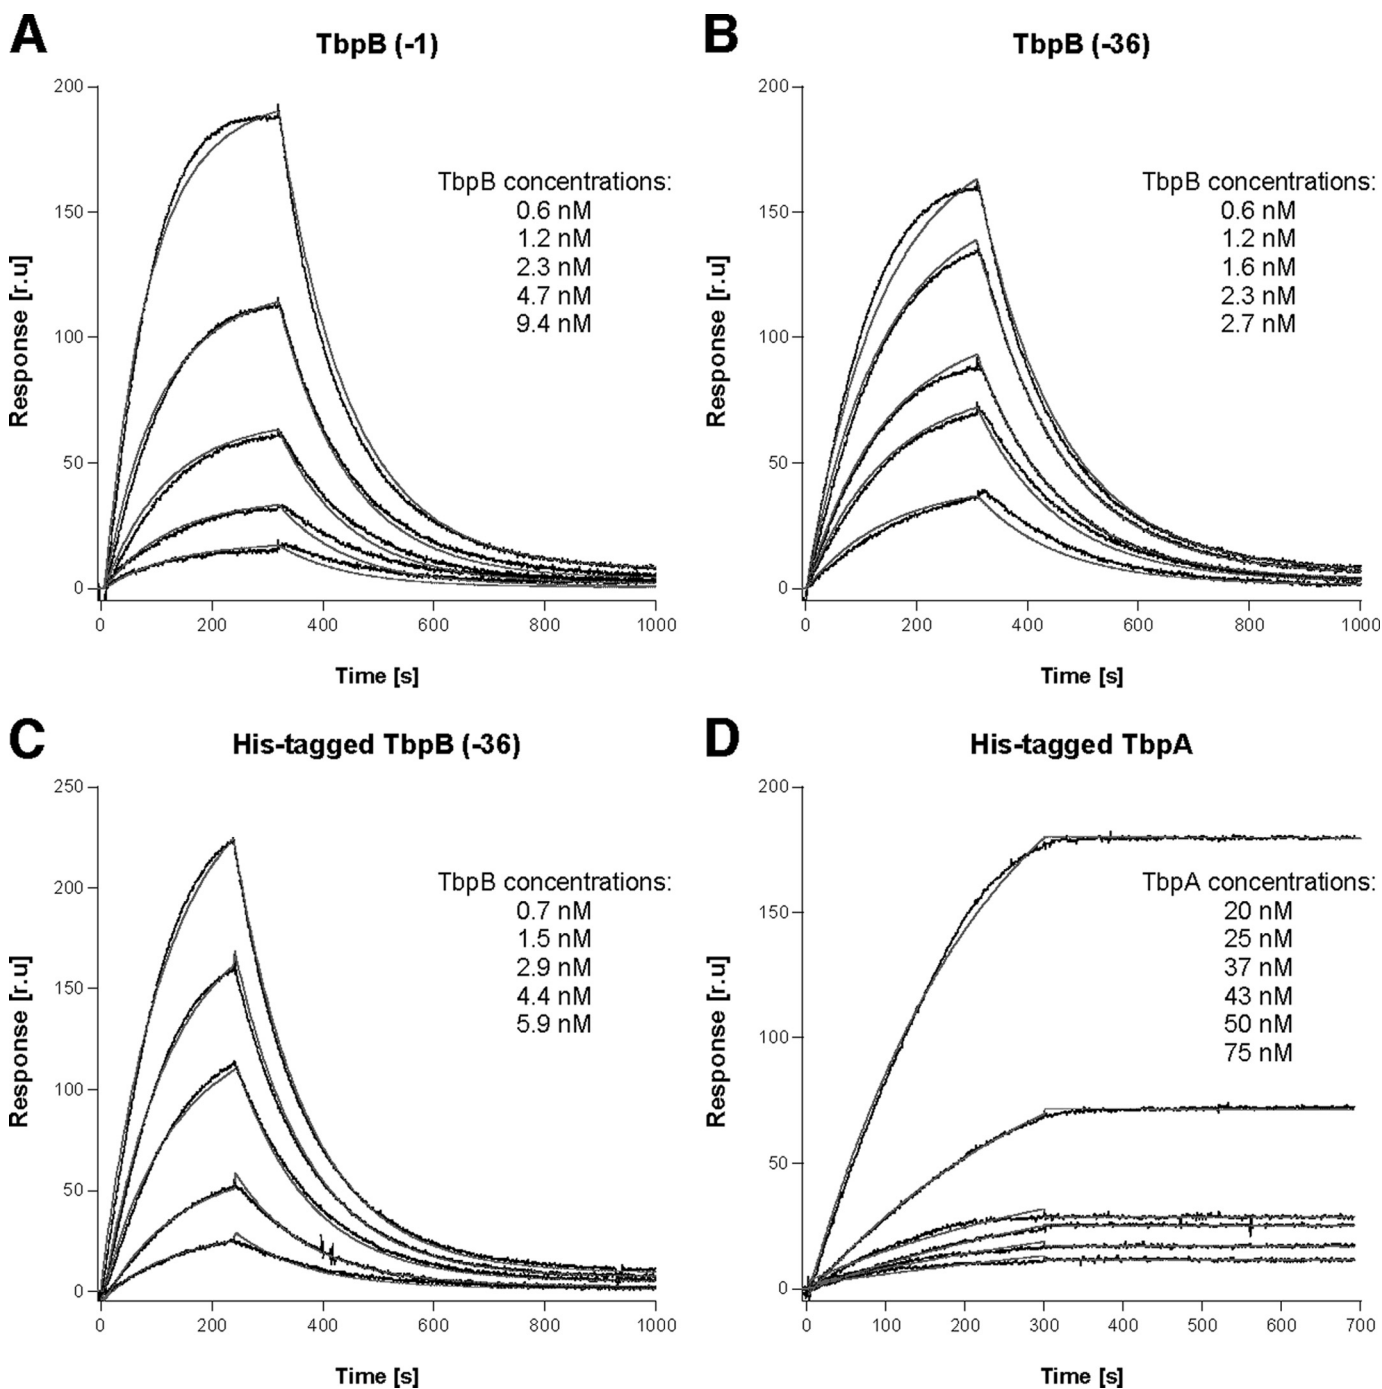 A
TbpB (-1)
200
150
100
50
0
Response [r.u]
TbpB concentrations:
0.6 nM
1.2 nM
2.3 nM
4.7 nM
9.4 nM
0 200 400 600 800 1000
Time [s]
B
TbpB (-36)
200
150
100
50
0
Response [r.u]
TbpB concentrations:
0.6 nM
1.2 nM
1.6 nM
2.3 nM
2.7 nM
0 200 400 600 800 1000
Time [s]
C
His-tagged TbpB (-36)
250
200
150
100
50
0
Response [r.u]
TbpB concentrations:
0.7 nM
1.5 nM
2.9 nM
4.4 nM
5.9 nM
0 200 400 600 800 1000
Time [s]
D
His-tagged TbpA
200
150
100
50
0
Response [r.u]
TbpA concentrations:
20 nM
25 nM
37 nM
43 nM
50 nM
75 nM
0 100 200 300 400 500 600 700
Time [s]